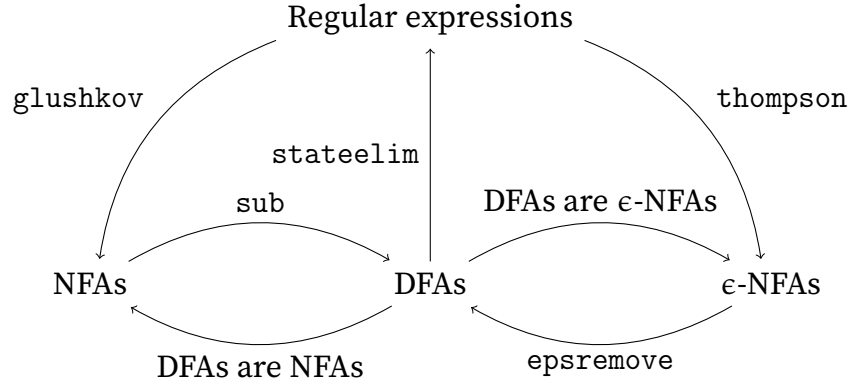 Regular expressions
glushkov
thompson
stateelim
sub
DFAs are ϵ-NFAs
NFAs
DFAs
ϵ-NFAs
DFAs are NFAs
epsremove